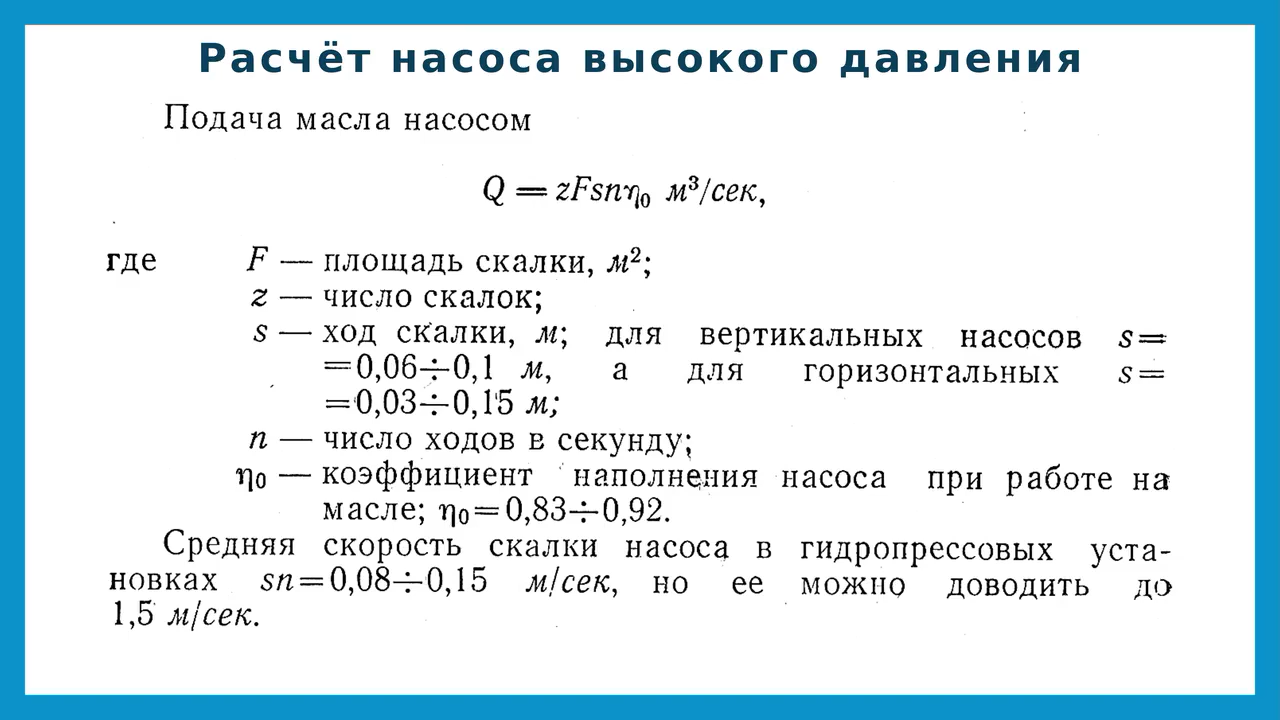 Расчёт насоса высокого давления
Подача масла насосом
Q = zFsnη₀ м³/сек,
где F — площадь скалки, м²;
z — число скалок;
s — ход скалки, м; для вертикальных насосов s=
=0,06÷0,1 м, а для горизонтальных s=
=0,03÷0,15 м;
n — число ходов в секунду;
η₀ — коэффициент наполнения насоса при работе на
масле; η₀=0,83÷0,92.
Средняя скорость скалки насоса в гидропрессовых уста-
новках sn=0,08÷0,15 м/сек, но ее можно доводить до
1,5 м/сек.